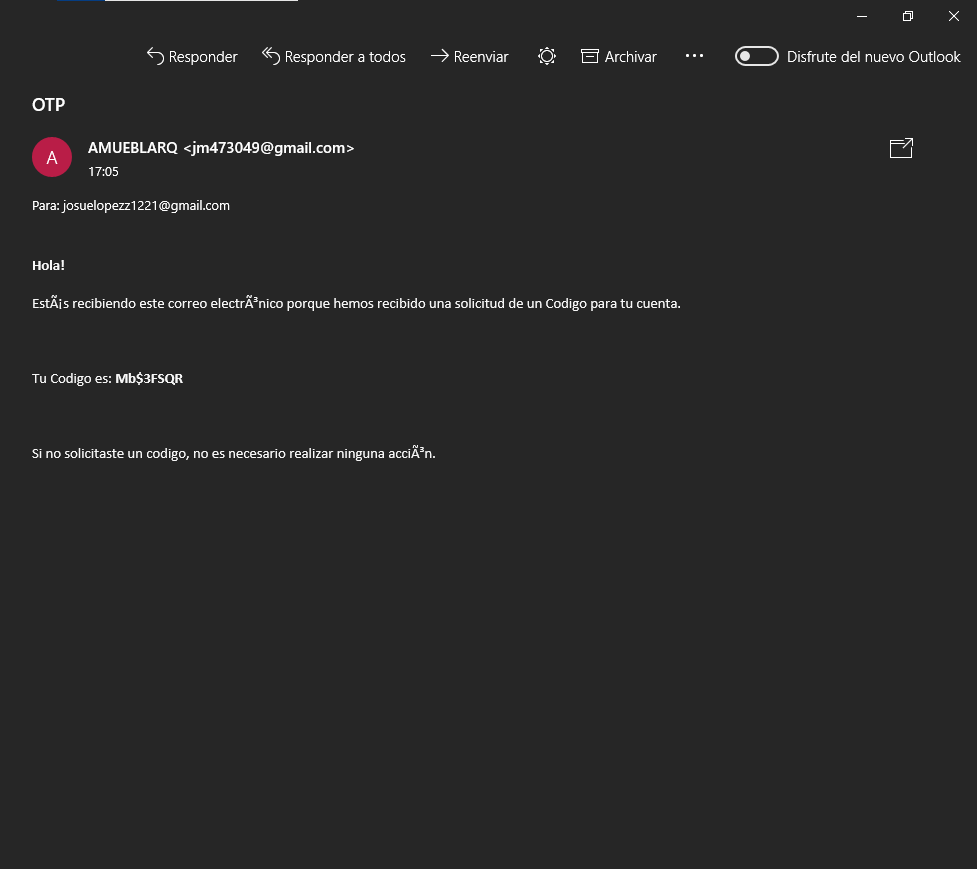 Responder Responder a todos Reenviar Archivar Disfrute del nuevo Outlook
OTP
A
AMUEBLARQ <jm473049@gmail.com>
17:05
Para: josuelopezz1221@gmail.com
Hola!
EstÃ¡s recibiendo este correo electrÃ³nico porque hemos recibido una solicitud de un Codigo para tu cuenta.
Tu Codigo es: Mb$3FSQR
Si no solicitaste un codigo, no es necesario realizar ninguna acciÃ³n.